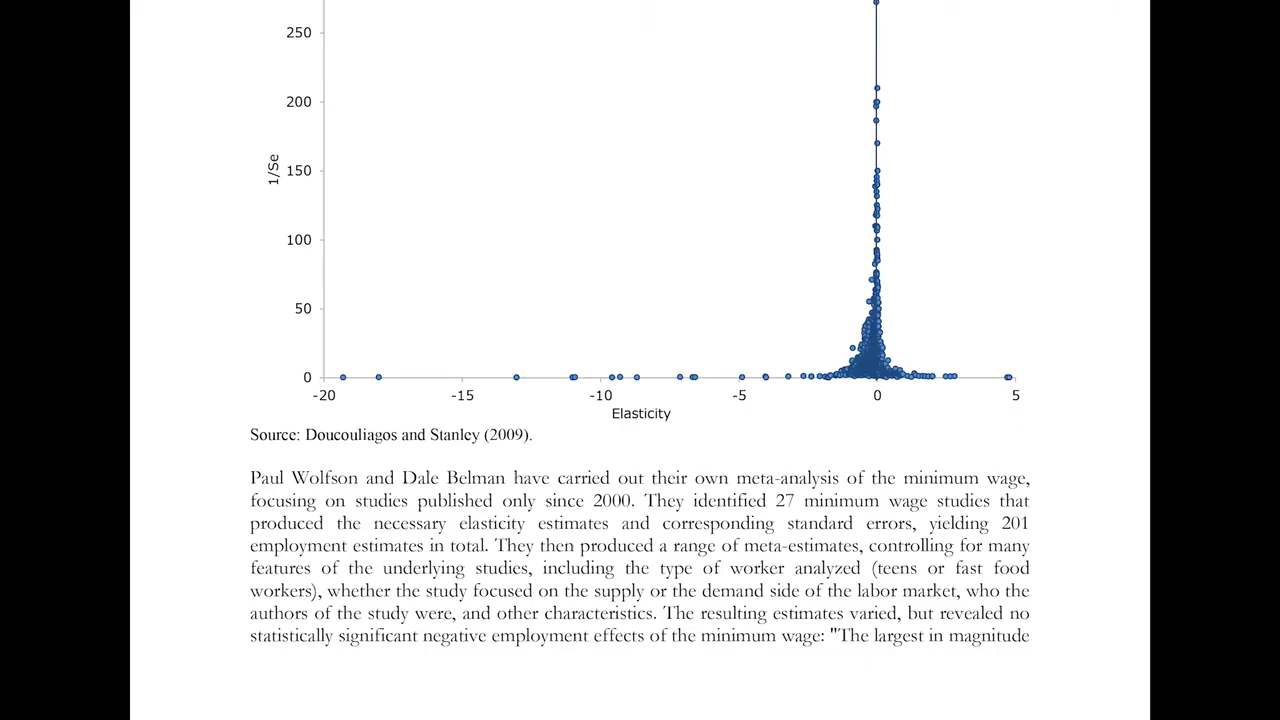 250
200
1/Se
150
100
50
0
-20 -15 -10 -5 0 5
Elasticity
Source: Doucouliagos and Stanley (2009).
Paul Wolfson and Dale Belman have carried out their own meta-analysis of the minimum wage,
focusing on studies published only since 2000. They identified 27 minimum wage studies that
produced the necessary elasticity estimates and corresponding standard errors, yielding 201
employment estimates in total. They then produced a range of meta-estimates, controlling for many
features of the underlying studies, including the type of worker analyzed (teens or fast food
workers), whether the study focused on the supply or the demand side of the labor market, who the
authors of the study were, and other characteristics. The resulting estimates varied, but revealed no
statistically significant negative employment effects of the minimum wage: "The largest in magnitude